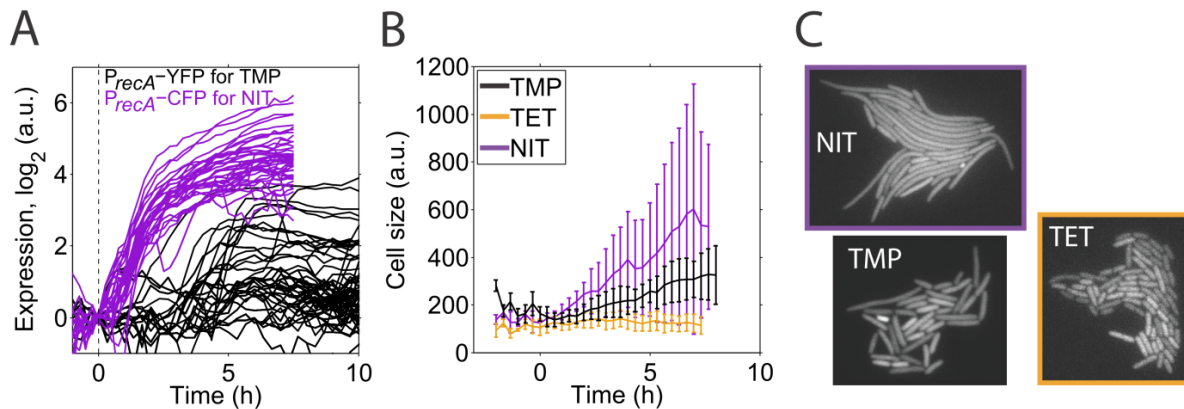 A
Expression, log2 (a.u.)
6
4
2
0
PrecA-YFP for TMP
PrecA-CFP for NIT
0
5
10
Time (h)
B
Cell size (a.u.)
1200
1000
800
600
400
200
0
TMP
TET
NIT
0
5
10
Time (h)
C
NIT
TMP
TET